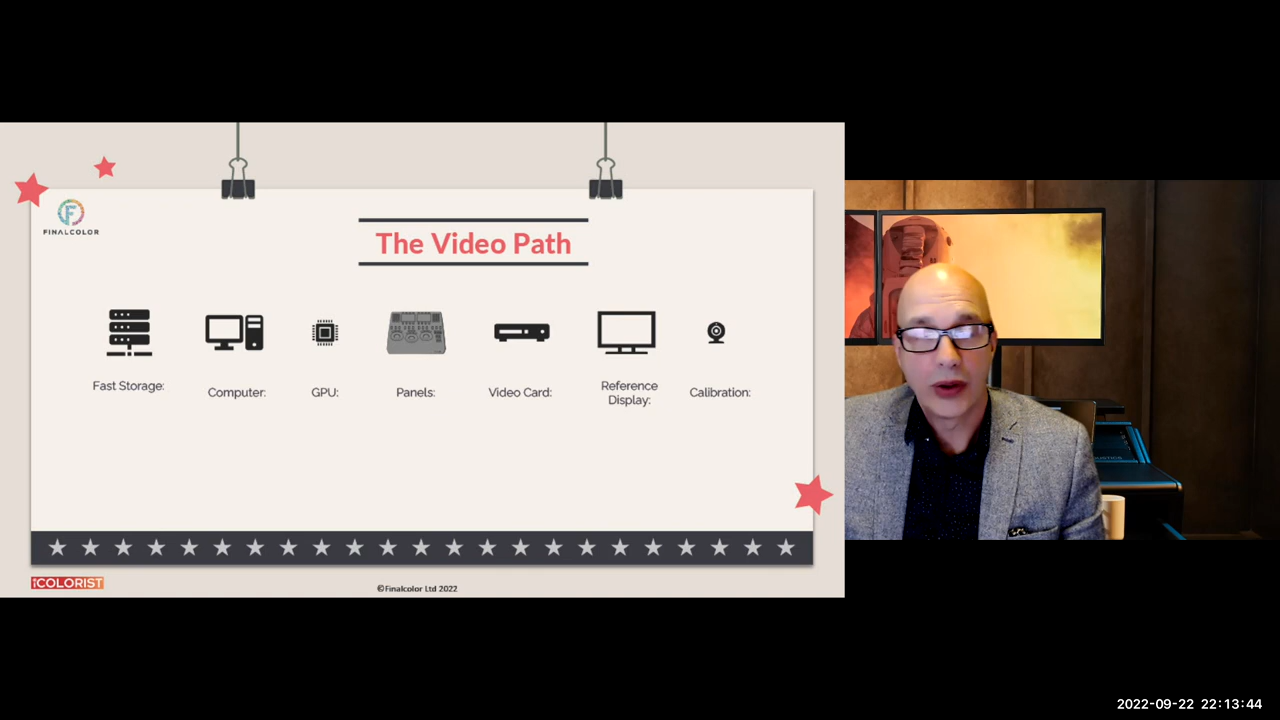 FINALCOLOR
The Video Path
Fast Storage:
Computer:
GPU:
Panels:
Video Card:
Reference
Display:
Calibration:
iCOLORIST
©Finalcolor Ltd 2022
2022-09-22 22:13:44